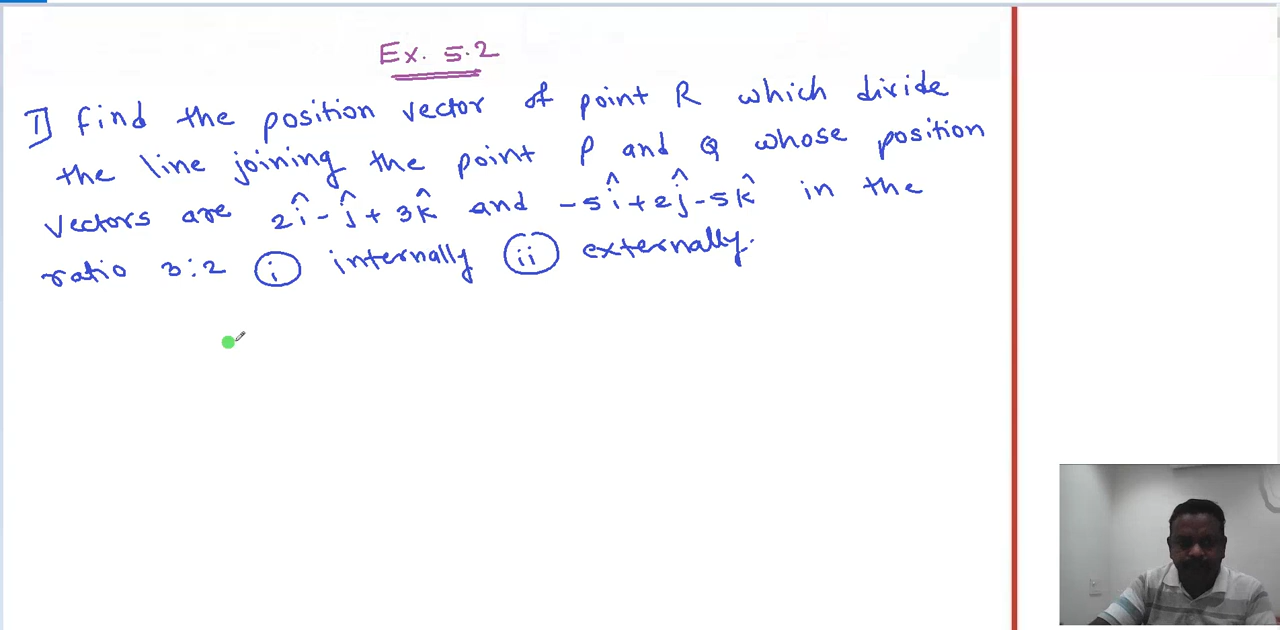 Ex. 5.2
1] find the position vector of point R which divide
the line joining the point P and Q whose position
vectors are 2î - ĵ + 3k̂ and -5î + 2ĵ - 5k̂ in the
ratio 3:2 (i) internally (ii) externally.